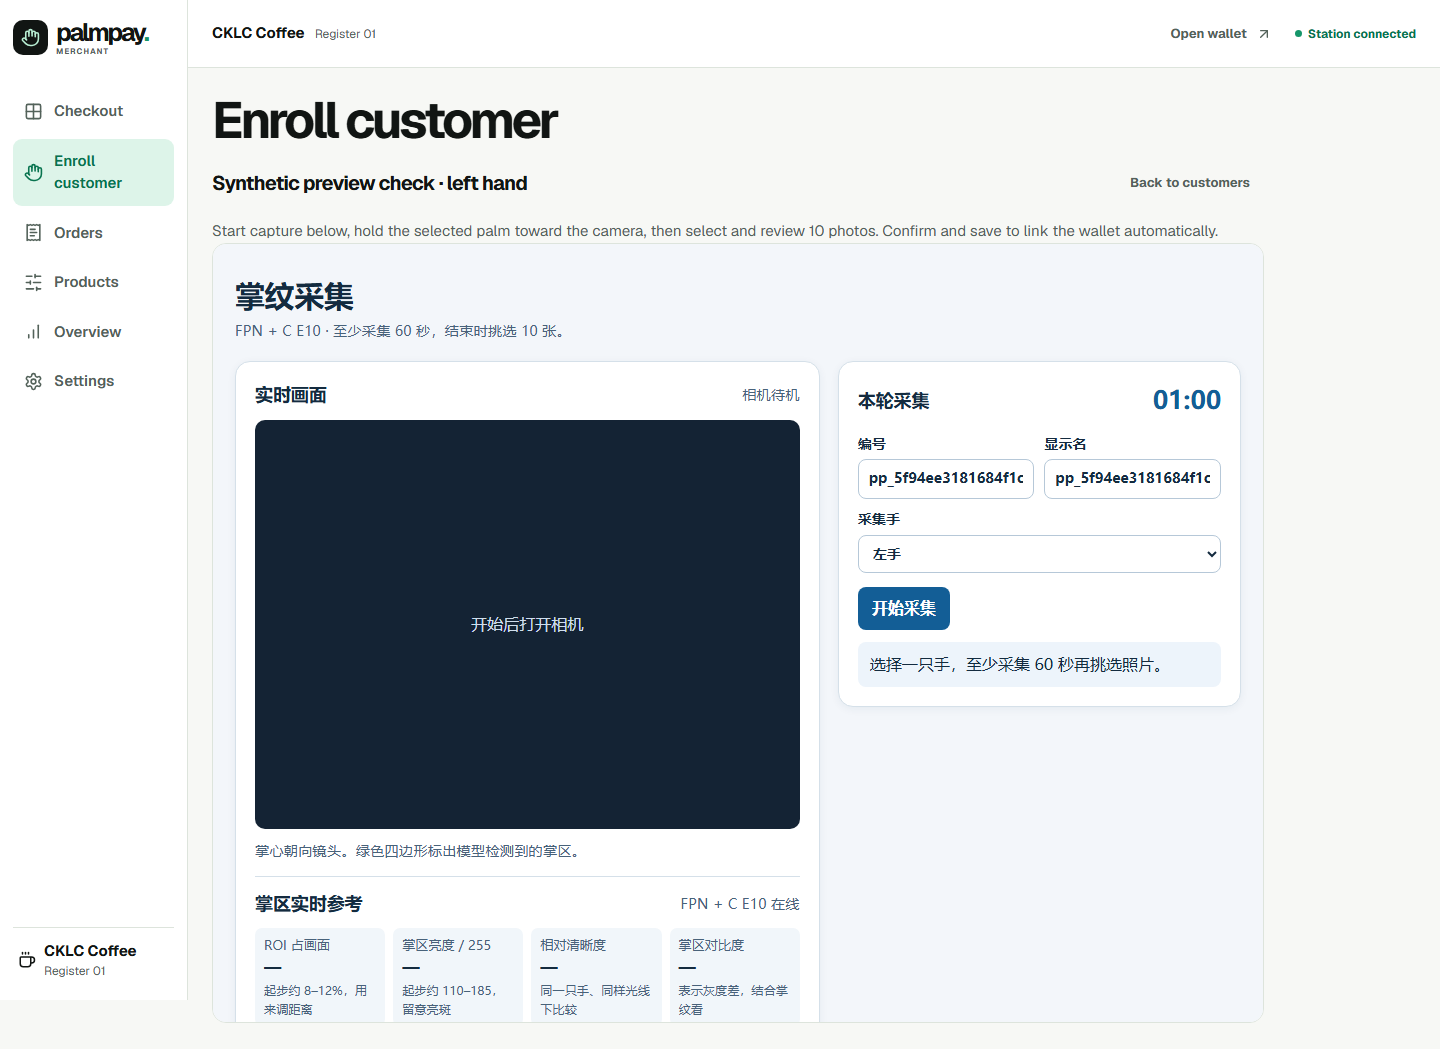 palmpay.
MERCHANT
CKLC Coffee Register 01
Open wallet
Station connected
Checkout
Enroll
customer
Orders
Products
Overview
Settings
CKLC Coffee
Register 01
Enroll customer
Synthetic preview check · left hand
Back to customers
Start capture below, hold the selected palm toward the camera, then select and review 10 photos. Confirm and save to link the wallet automatically.
掌纹采集
FPN + C E10 · 至少采集 60 秒，结束时挑选 10 张。
实时画面
相机待机
开始后打开相机
掌心朝向镜头。绿色四边形标出模型检测到的掌区。
掌区实时参考
FPN + C E10 在线
ROI 占画面
—
起步约 8–12%，用
来调距离
掌区亮度 / 255
—
起步约 110–185，
留意亮斑
相对清晰度
—
同一只手、同样光线
下比较
掌区对比度
—
表示灰度差，结合掌
纹看
本轮采集
01:00
编号
显示名
pp_5f94ee3181684f1c
pp_5f94ee3181684f1c
采集手
左手
开始采集
选择一只手，至少采集 60 秒再挑选照片。